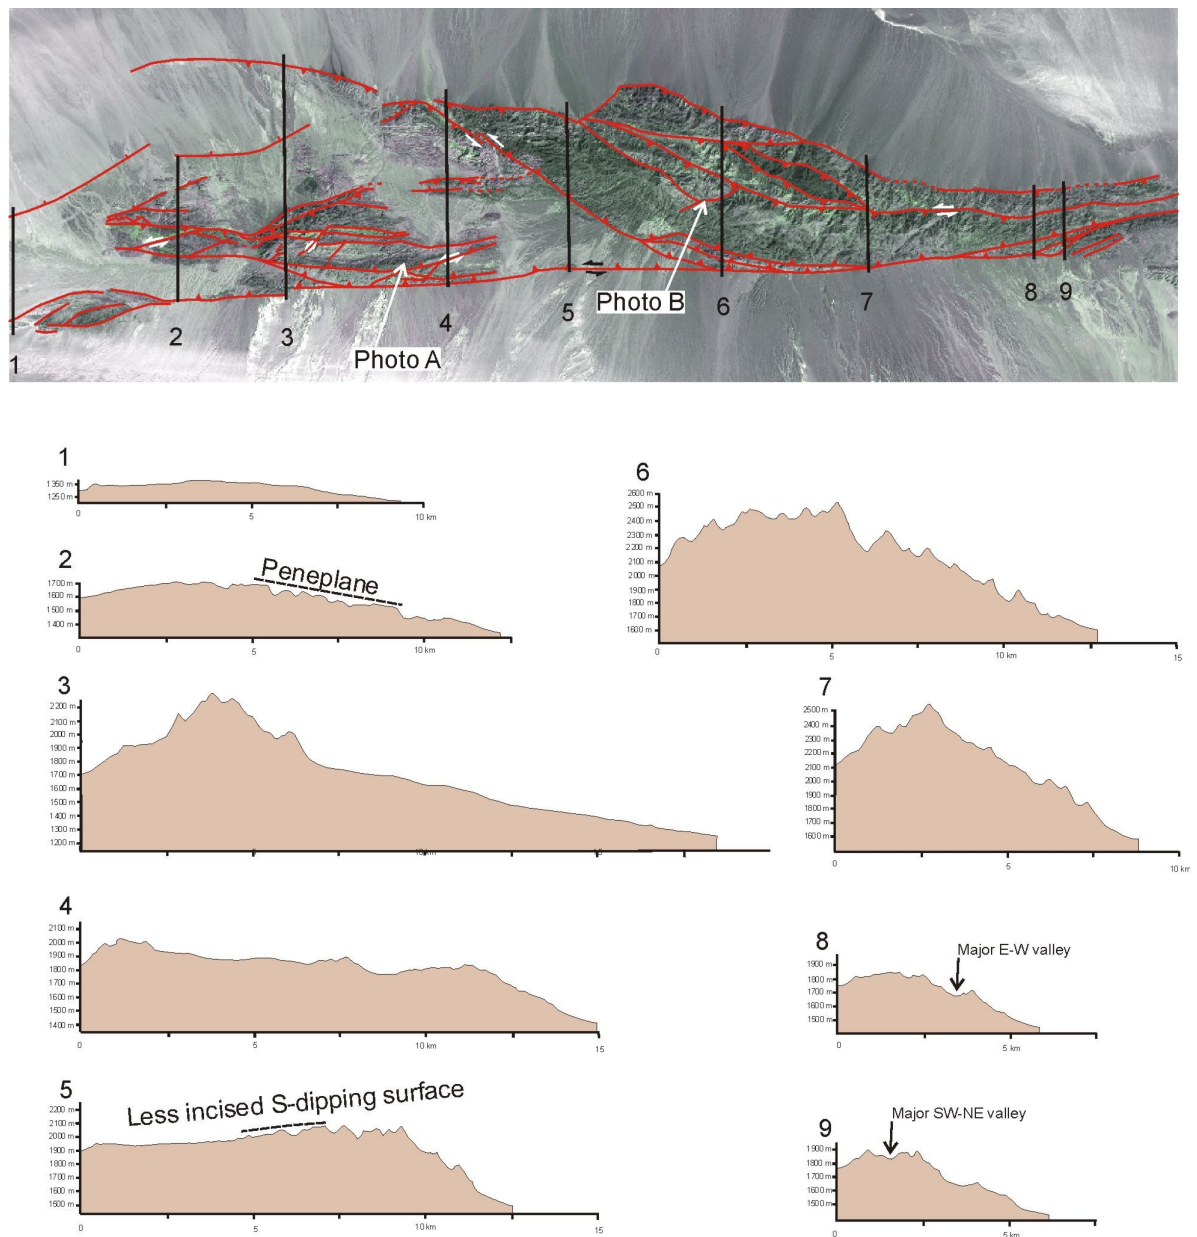 1
2
3
4
5
6
7
8
9
Photo A
Photo B
1
1350 m
1250 m
0
5
10 km
2
Peneplane
1700 m
1600 m
1500 m
1400 m
0
5
10 km
3
2200 m
2100 m
2000 m
1900 m
1800 m
1700 m
1600 m
1500 m
1400 m
1300 m
1200 m
4
2100 m
2000 m
1900 m
1800 m
1700 m
1600 m
1500 m
1400 m
0
5
10 km
15
5
Less incised S-dipping surface
2200 m
2100 m
2000 m
1900 m
1800 m
1700 m
1600 m
1500 m
0
5
10 km
15
6
2600 m
2500 m
2400 m
2300 m
2200 m
2100 m
2000 m
1900 m
1800 m
1700 m
1600 m
0
5
10 km
15
7
2500 m
2400 m
2300 m
2200 m
2100 m
2000 m
1900 m
1800 m
1700 m
1600 m
0
5
10 km
8
Major E-W valley
1900 m
1800 m
1700 m
1600 m
1500 m
0
5 km
9
Major SW-NE valley
1900 m
1800 m
1700 m
1600 m
1500 m
0
5 km